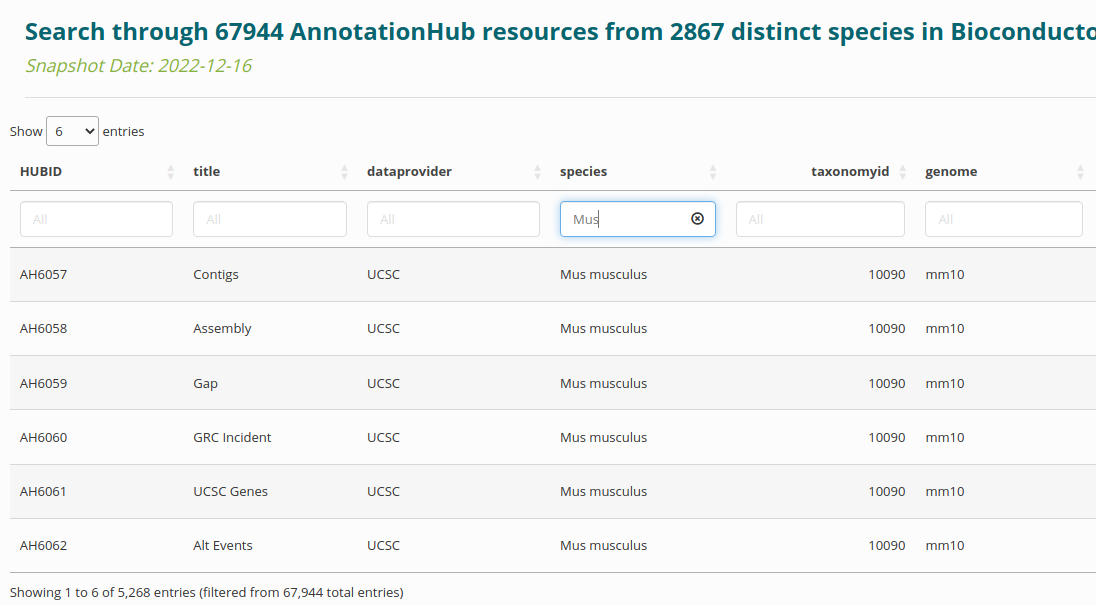 Search through 67944 AnnotationHub resources from 2867 distinct species in Bioconducto
Snapshot Date: 2022-12-16
Show 6 entries
HUBID title dataprovider species taxonomyid genome
All All All Mus All All
AH6057 Contigs UCSC Mus musculus 10090 mm10
AH6058 Assembly UCSC Mus musculus 10090 mm10
AH6059 Gap UCSC Mus musculus 10090 mm10
AH6060 GRC Incident UCSC Mus musculus 10090 mm10
AH6061 UCSC Genes UCSC Mus musculus 10090 mm10
AH6062 Alt Events UCSC Mus musculus 10090 mm10
Showing 1 to 6 of 5,268 entries (filtered from 67,944 total entries)